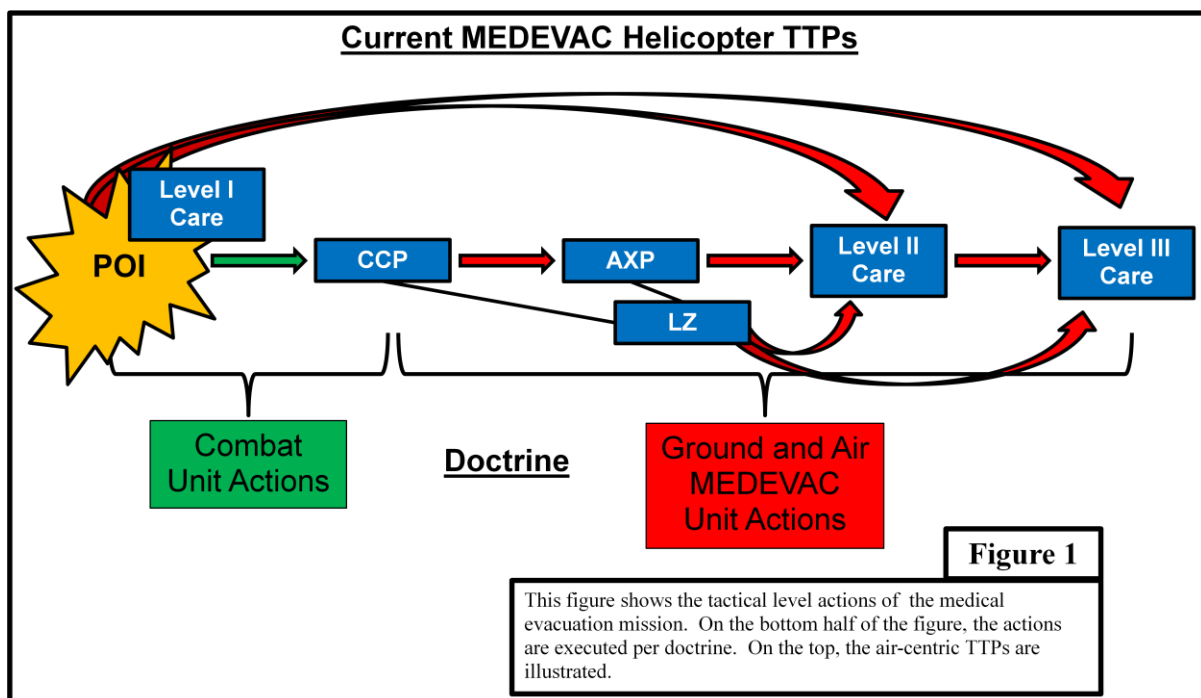 Current MEDEVAC Helicopter TTPs
Level I
Care
POI
CCP
AXP
LZ
Level II
Care
Level III
Care
Combat
Unit Actions
Doctrine
Ground and Air
MEDEVAC
Unit Actions
Figure 1
This figure shows the tactical level actions of the medical
evacuation mission. On the bottom half of the figure, the actions
are executed per doctrine. On the top, the air-centric TTPs are
illustrated.